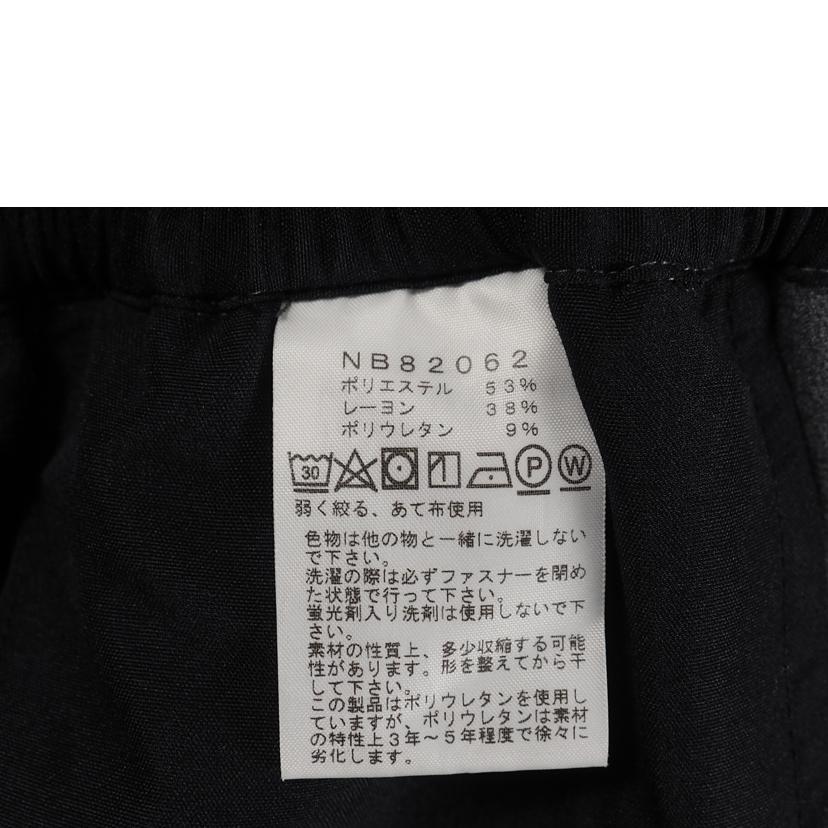 NB82062
ポリエステル 53%
レーヨン 38%
ポリウレタン 9%
30 P W
弱く絞る、あて布使用
色物は他の物と一緒に洗濯しない
で下さい。
洗濯の際は必ずファスナーを閉め
た状態で行って下さい。
蛍光剤入り洗剤は使用しないで下
さい。
素材の性質上、多少収縮する可能
性があります。形を整えてから干
して下さい。
この製品はポリウレタンを使用し
ていますが、ポリウレタンは素材
の特性上3年～5年程度で徐々に
劣化します。